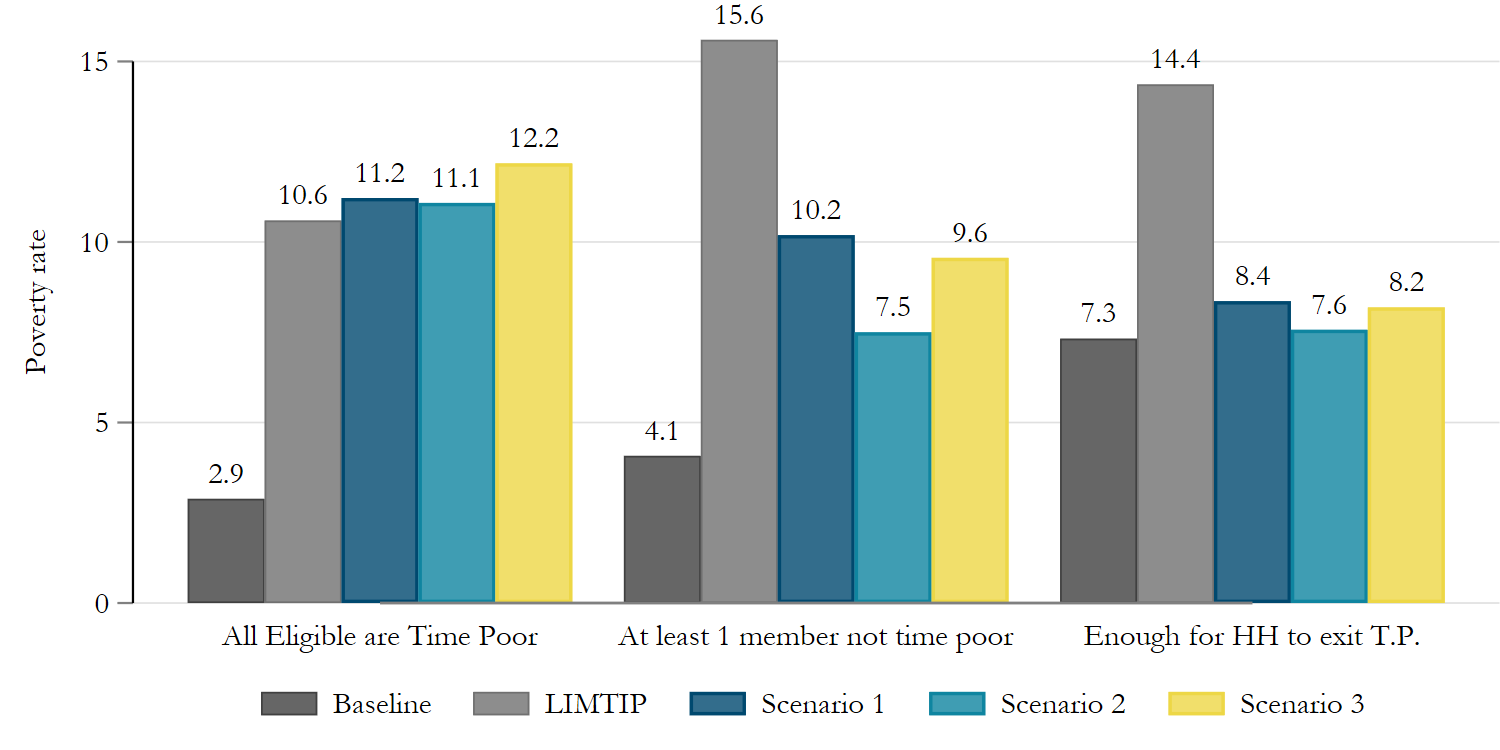 15.6
15
14.4
12.2
11.2
11.1
10.6
10.2
10
9.6
8.4
8.2
7.6
7.5
7.3
Poverty rate
5
4.1
2.9
0
All Eligible are Time Poor
At least 1 member not time poor
Enough for HH to exit T.P.
Baseline
LIMTIP
Scenario 1
Scenario 2
Scenario 3